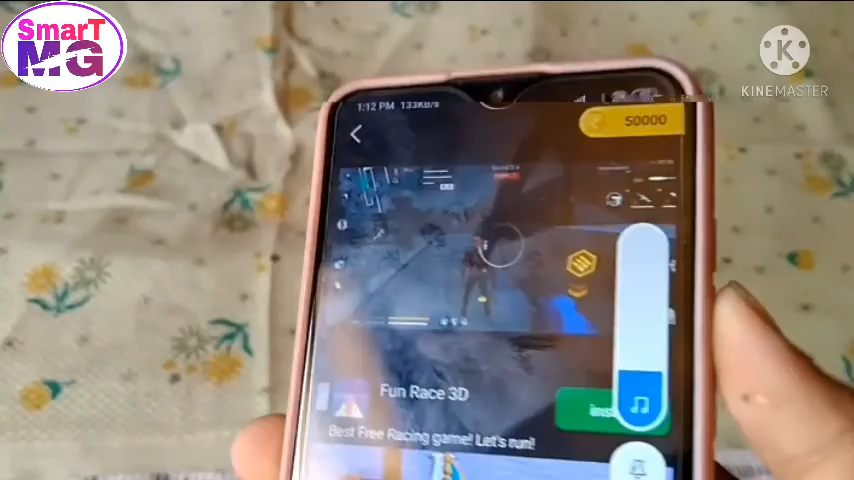 SmarT
MG
KINEMASTER
1:12 PM 133KB/s
50000
Fun Race 3D
Best Free Racing game! Let's run!